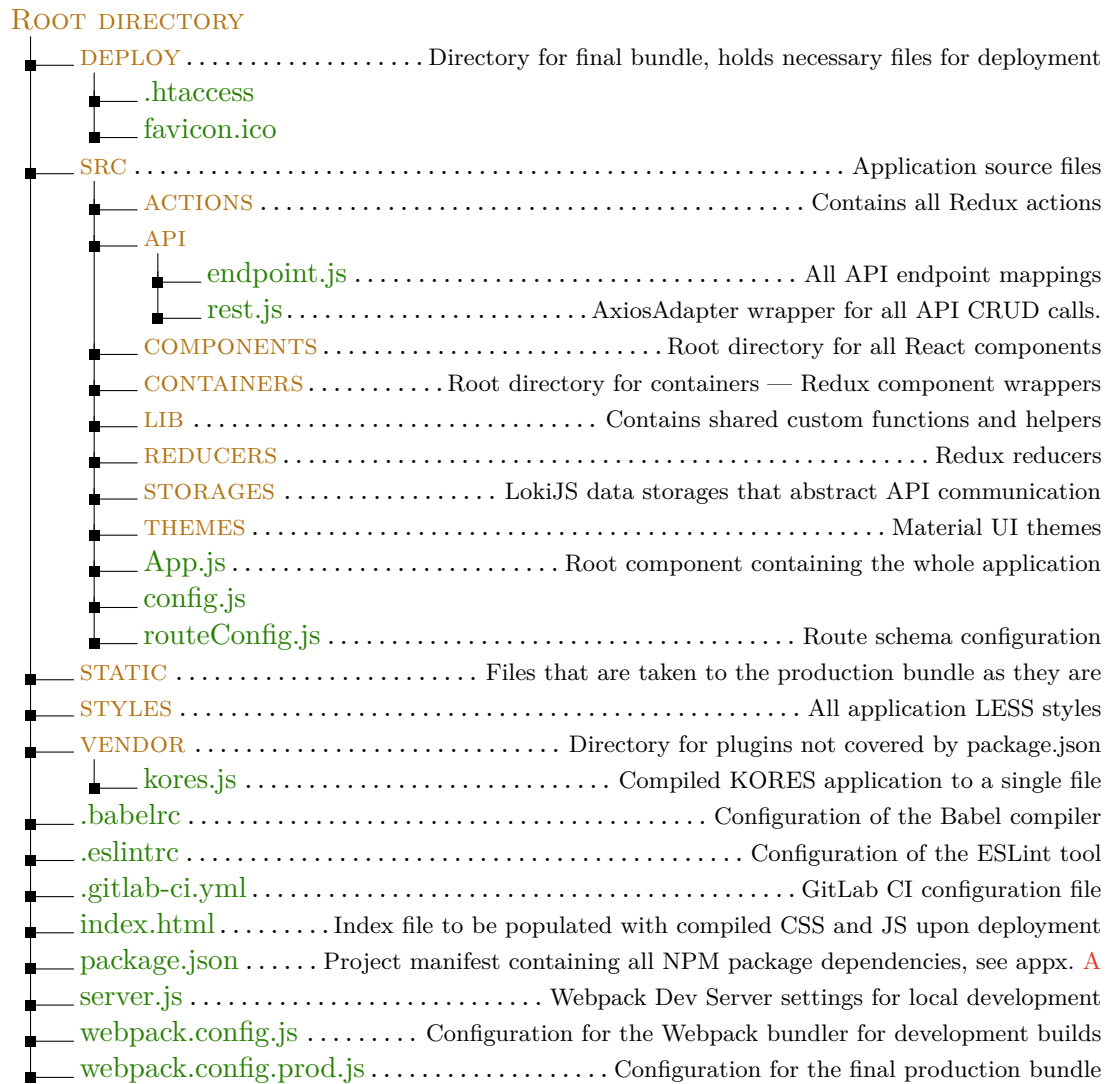 Root directory
deploy ................... Directory for final bundle, holds necessary files for deployment
.htaccess
favicon.ico
src ................... Application source files
actions ................... Contains all Redux actions
api
endpoint.js ................... All API endpoint mappings
rest.js ................... AxiosAdapter wrapper for all API CRUD calls.
components ................... Root directory for all React components
containers ........... Root directory for containers — Redux component wrappers
lib ................... Contains shared custom functions and helpers
reducers ................... Redux reducers
storages ................... LokiJS data storages that abstract API communication
themes ................... Material UI themes
App.js ................... Root component containing the whole application
config.js
routeConfig.js ................... Route schema configuration
static ................... Files that are taken to the production bundle as they are
styles ................... All application LESS styles
vendor ................... Directory for plugins not covered by package.json
kores.js ................... Compiled KORES application to a single file
.babelrc ................... Configuration of the Babel compiler
.eslintrc ................... Configuration of the ESLint tool
.gitlab-ci.yml ................... GitLab CI configuration file
index.html ......... Index file to be populated with compiled CSS and JS upon deployment
package.json ...... Project manifest containing all NPM package dependencies, see appx. A
server.js ................... Webpack Dev Server settings for local development
webpack.config.js ......... Configuration for the Webpack bundler for development builds
webpack.config.prod.js ................... Configuration for the final production bundle